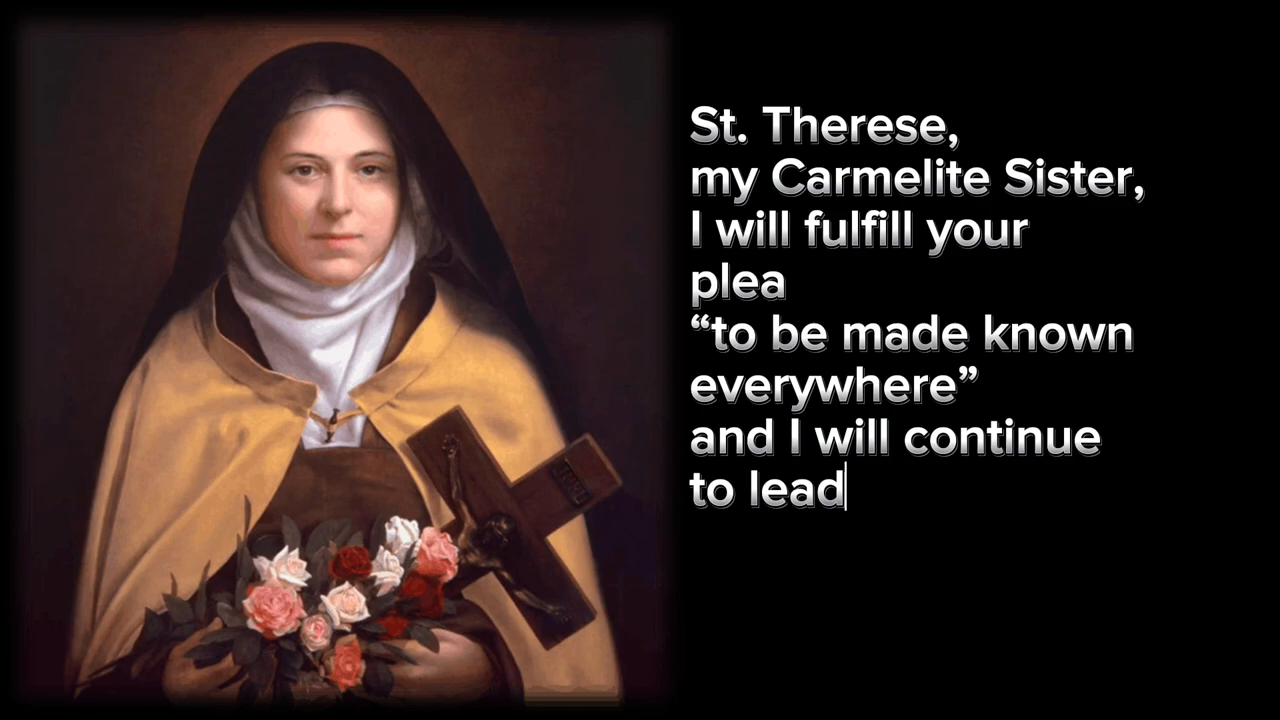 St. Therese,
my Carmelite Sister,
I will fulfill your
plea
“to be made known
everywhere”
and I will continue
to lead